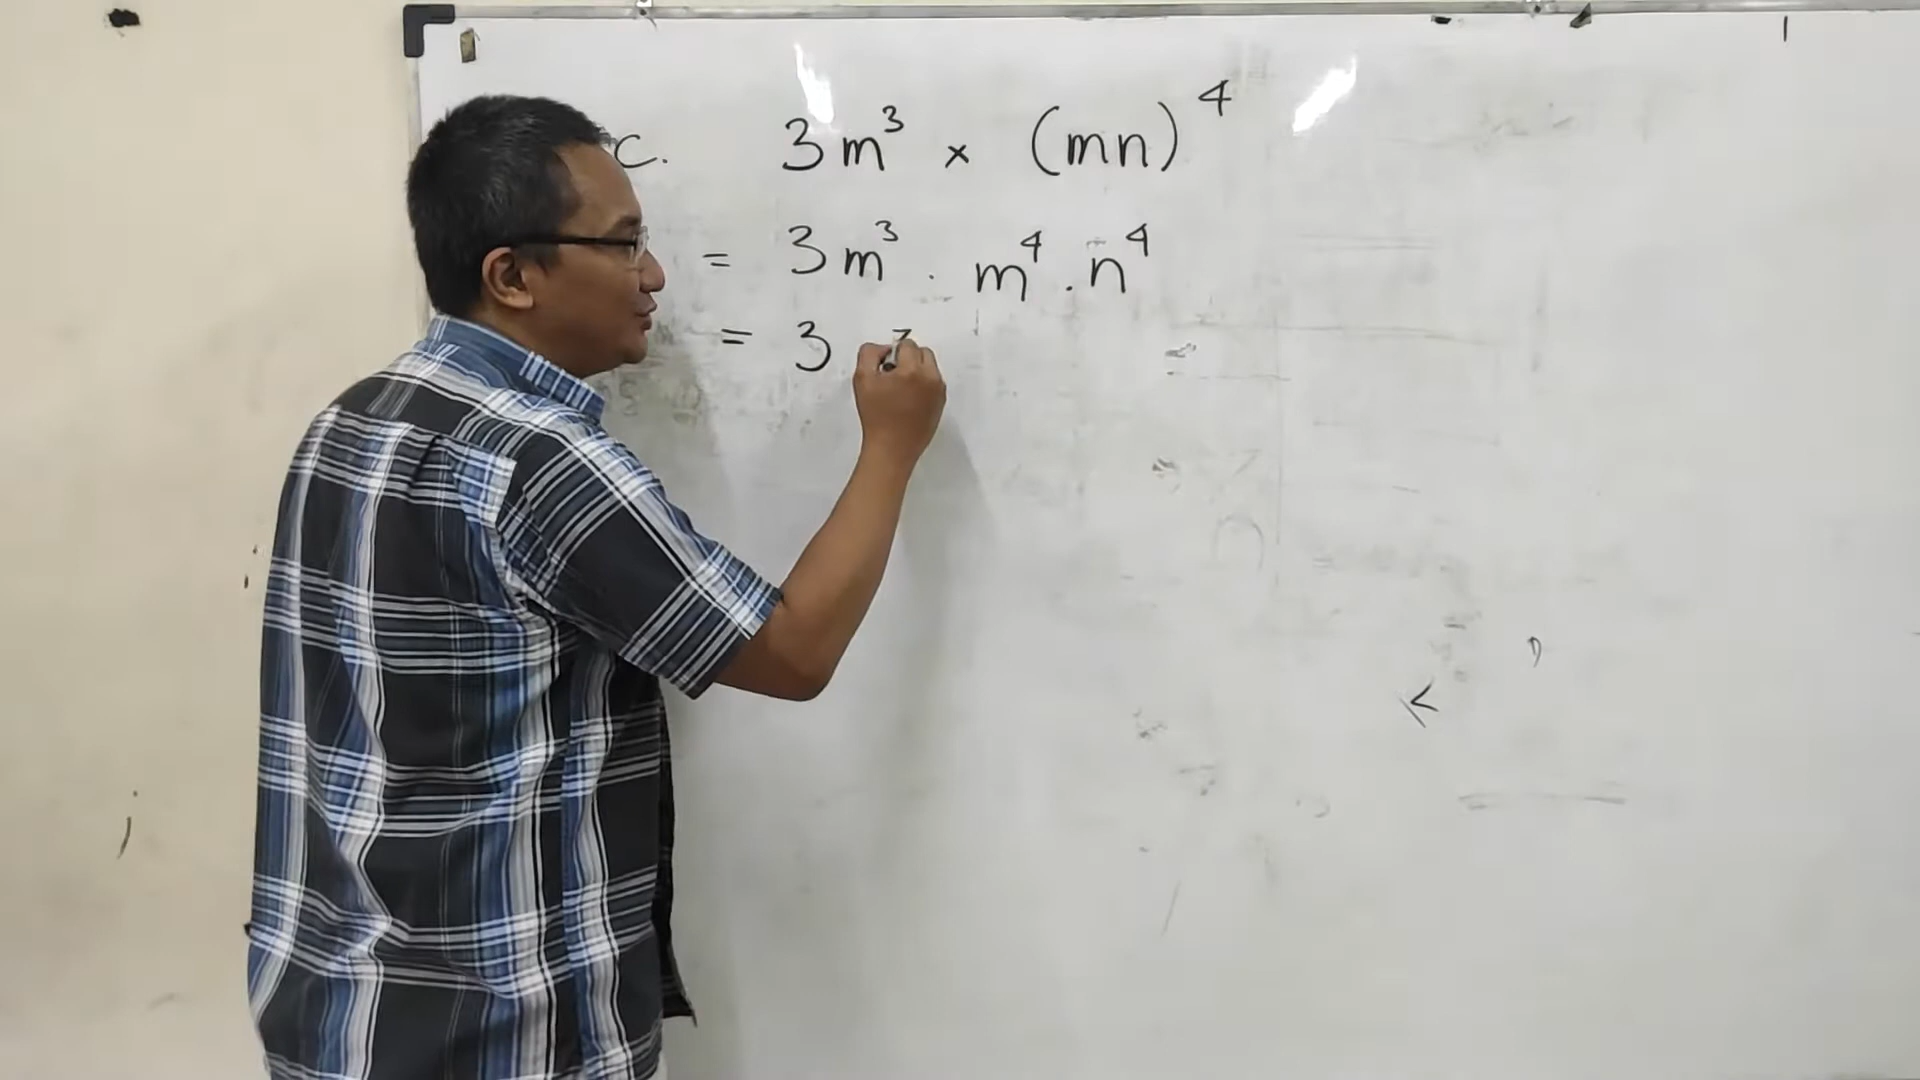 c. 3m³ × (mn)⁴
= 3m³ . m⁴ . n⁴
= 3